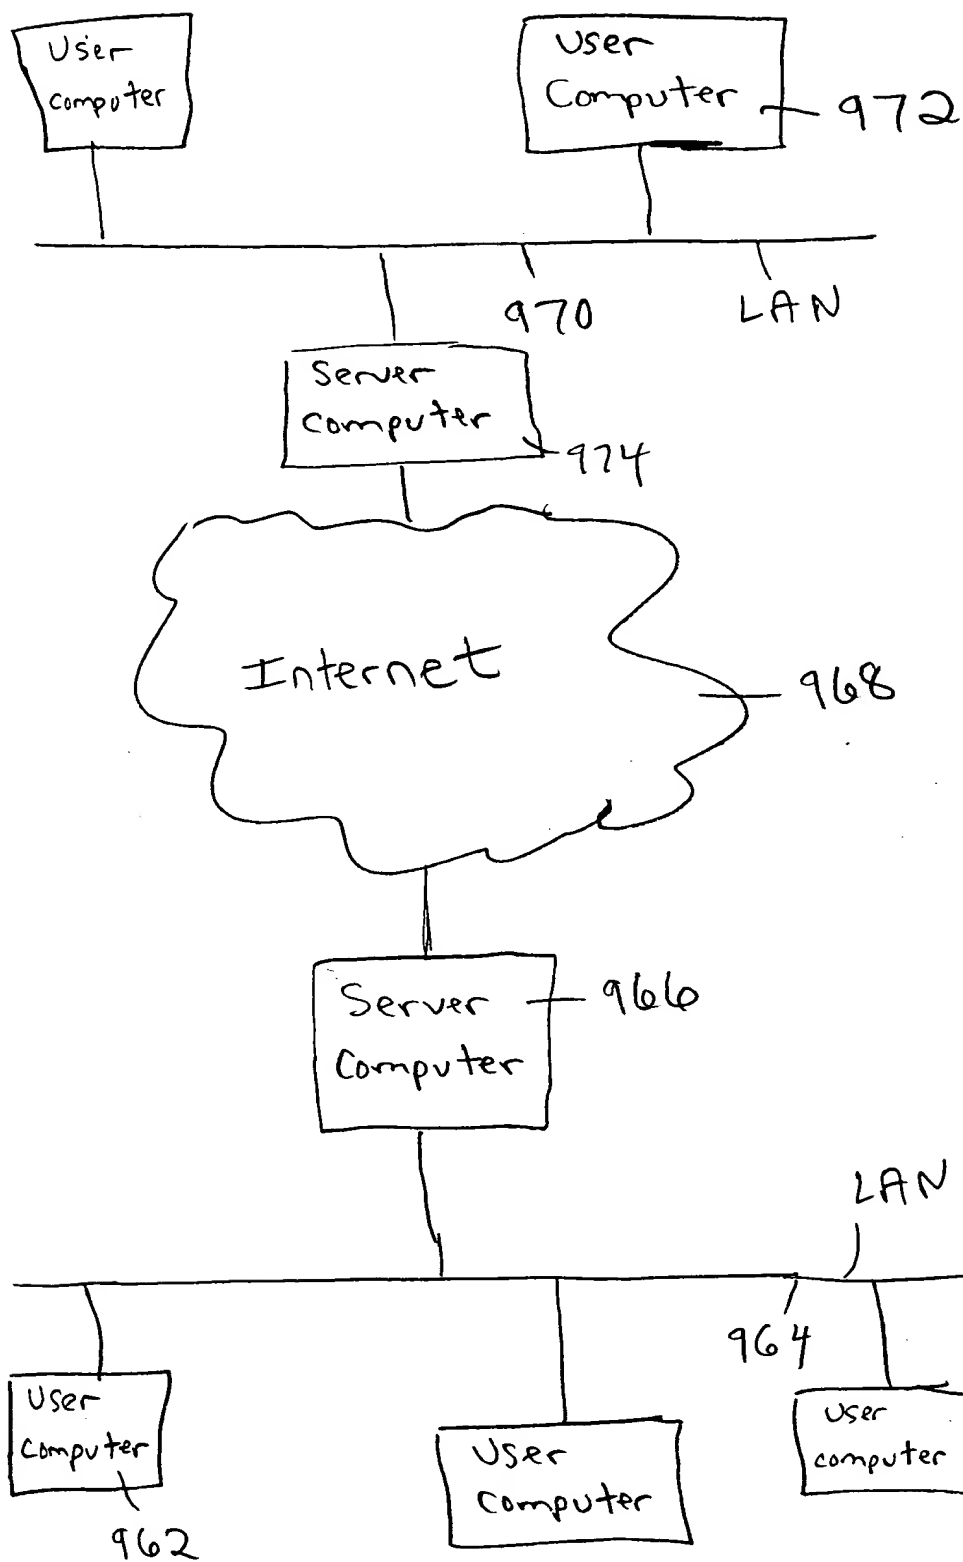 User
computer
User
Computer
972
970
LAN
Server
Computer
974
Internet
968
Server
Computer
966
LAN
964
User
Computer
962
User
Computer
User
computer